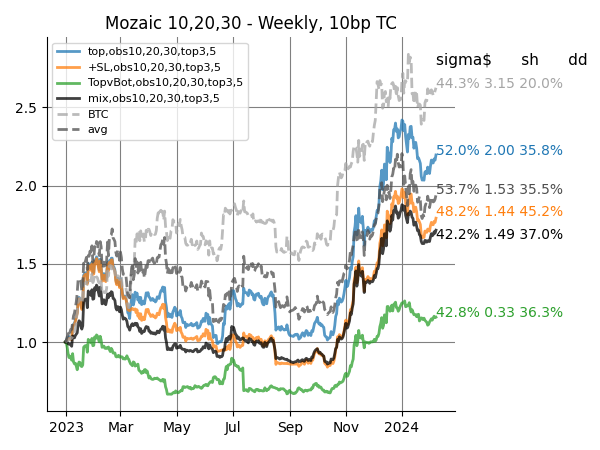 Mozaic 10,20,30 - Weekly, 10bp TC
top,obs10,20,30,top3,5
+SL,obs10,20,30,top3,5
TopvBot,obs10,20,30,top3,5
mix,obs10,20,30,top3,5
BTC
avg
sigma$ sh dd
44.3% 3.15 20.0%
52.0% 2.00 35.8%
53.7% 1.53 35.5%
48.2% 1.44 45.2%
42.2% 1.49 37.0%
42.8% 0.33 36.3%
2.5
2.0
1.5
1.0
2023 Mar May Jul Sep Nov 2024